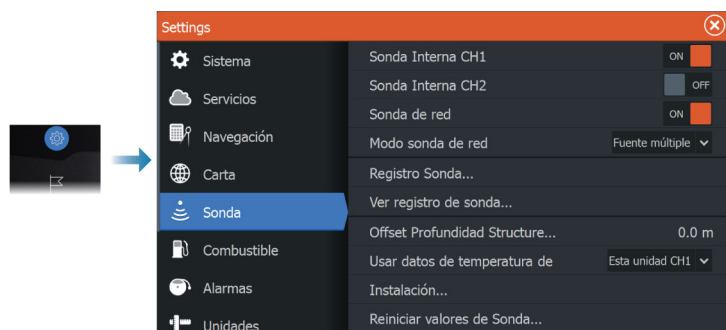 Settings
Sistema
Servicios
Navegación
Carta
Sonda
Combustible
Alarmas
Unidades
Sonda Interna CH1 ON
Sonda Interna CH2 OFF
Sonda de red ON
Modo sonda de red Fuente múltiple
Registro Sonda...
Ver registro de sonda...
Offset Profundidad Structure... 0.0 m
Usar datos de temperatura de Esta unidad CH1
Instalación...
Reiniciar valores de Sonda...